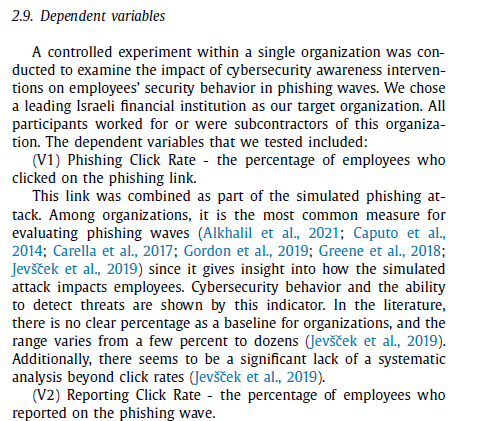 2.9. Dependent variables
A controlled experiment within a single organization was con-
ducted to examine the impact of cybersecurity awareness interven-
tions on employees' security behavior in phishing waves. We chose
a leading Israeli financial institution as our target organization. All
participants worked for or were subcontractors of this organiza-
tion. The dependent variables that we tested included:
(V1) Phishing Click Rate - the percentage of employees who
clicked on the phishing link.
This link was combined as part of the simulated phishing at-
tack. Among organizations, it is the most common measure for
evaluating phishing waves (Alkhalil et al., 2021; Caputo et al.,
2014; Carella et al., 2017; Gordon et al., 2019; Greene et al., 2018;
Jevšček et al., 2019) since it gives insight into how the simulated
attack impacts employees. Cybersecurity behavior and the ability
to detect threats are shown by this indicator. In the literature,
there is no clear percentage as a baseline for organizations, and the
range varies from a few percent to dozens (Jevšček et al., 2019).
Additionally, there seems to be a significant lack of a systematic
analysis beyond click rates (Jevšček et al., 2019).
(V2) Reporting Click Rate - the percentage of employees who
reported on the phishing wave.